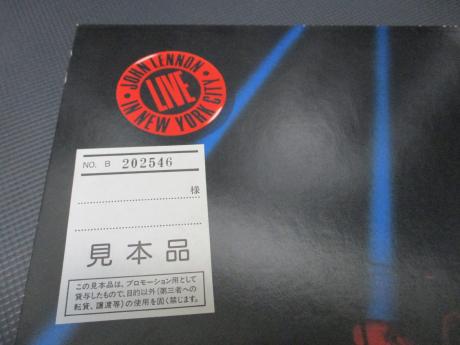 JOHN LENNON
LIVE
IN NEW YORK CITY
NO. B 202546
様
見本品
この見本品は、プロモーション用として
貸与したもので、目的以外(第三者への
転貸、譲渡等)の使用を固く禁じます。